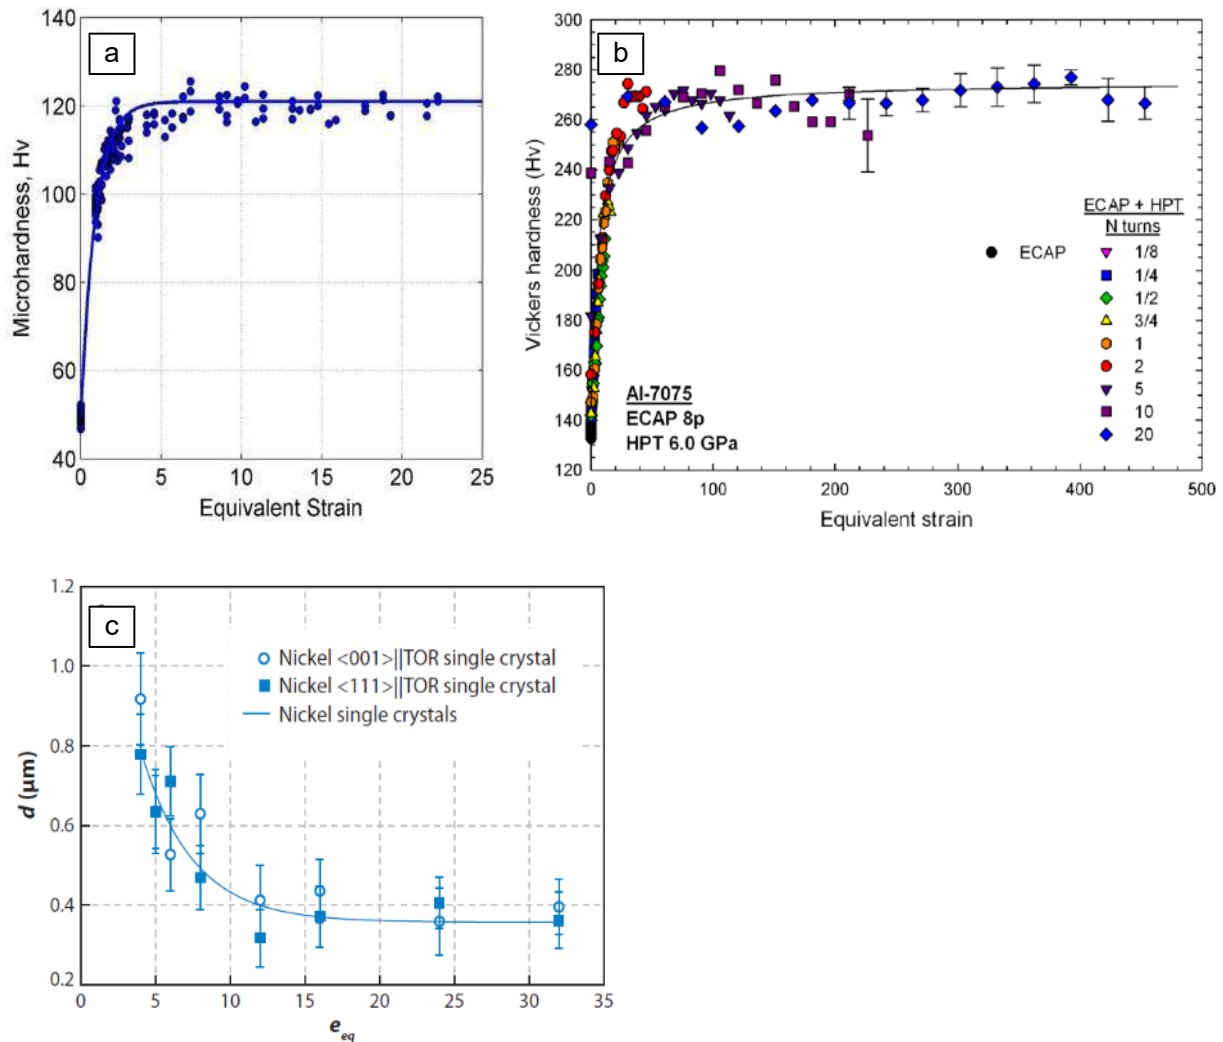 a
140
120
100
80
60
40
Microhardness, Hv
0
5
10
15
20
25
Equivalent Strain
b
300
280
260
240
220
200
180
160
140
120
Vickers hardness (Hv)
ECAP
ECAP + HPT
N turns
1/8
1/4
1/2
3/4
1
2
5
10
20
Al-7075
ECAP 8p
HPT 6.0 GPa
0
100
200
300
400
500
Equivalent strain
c
1.2
1.0
0.8
0.6
0.4
0.2
d (μm)
Nickel <001>||TOR single crystal
Nickel <111>||TOR single crystal
Nickel single crystals
0
5
10
15
20
25
30
35
e_eq